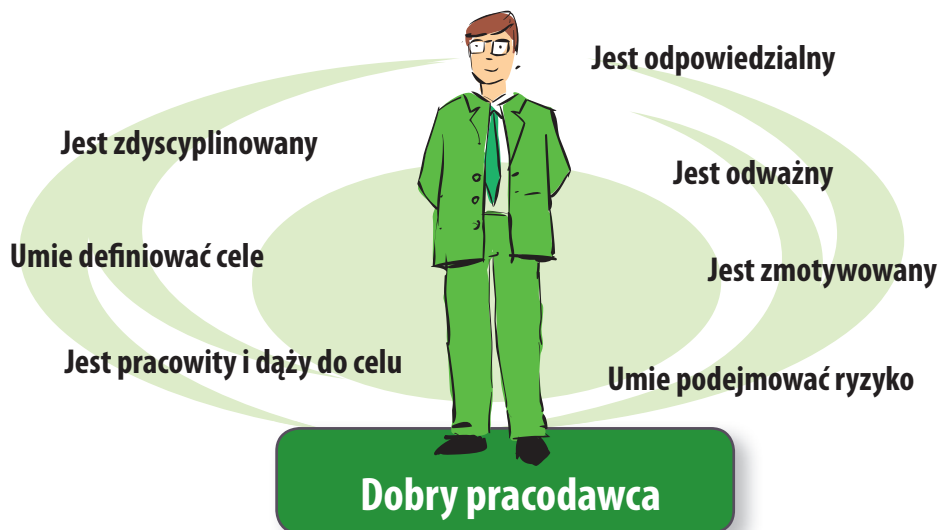 Jest odpowiedzialny
Jest zdyscyplinowany
Jest odważny
Umie definiować cele
Jest zmotywowany
Jest pracowity i dąży do celu
Umie podejmować ryzyko
Dobry pracodawca